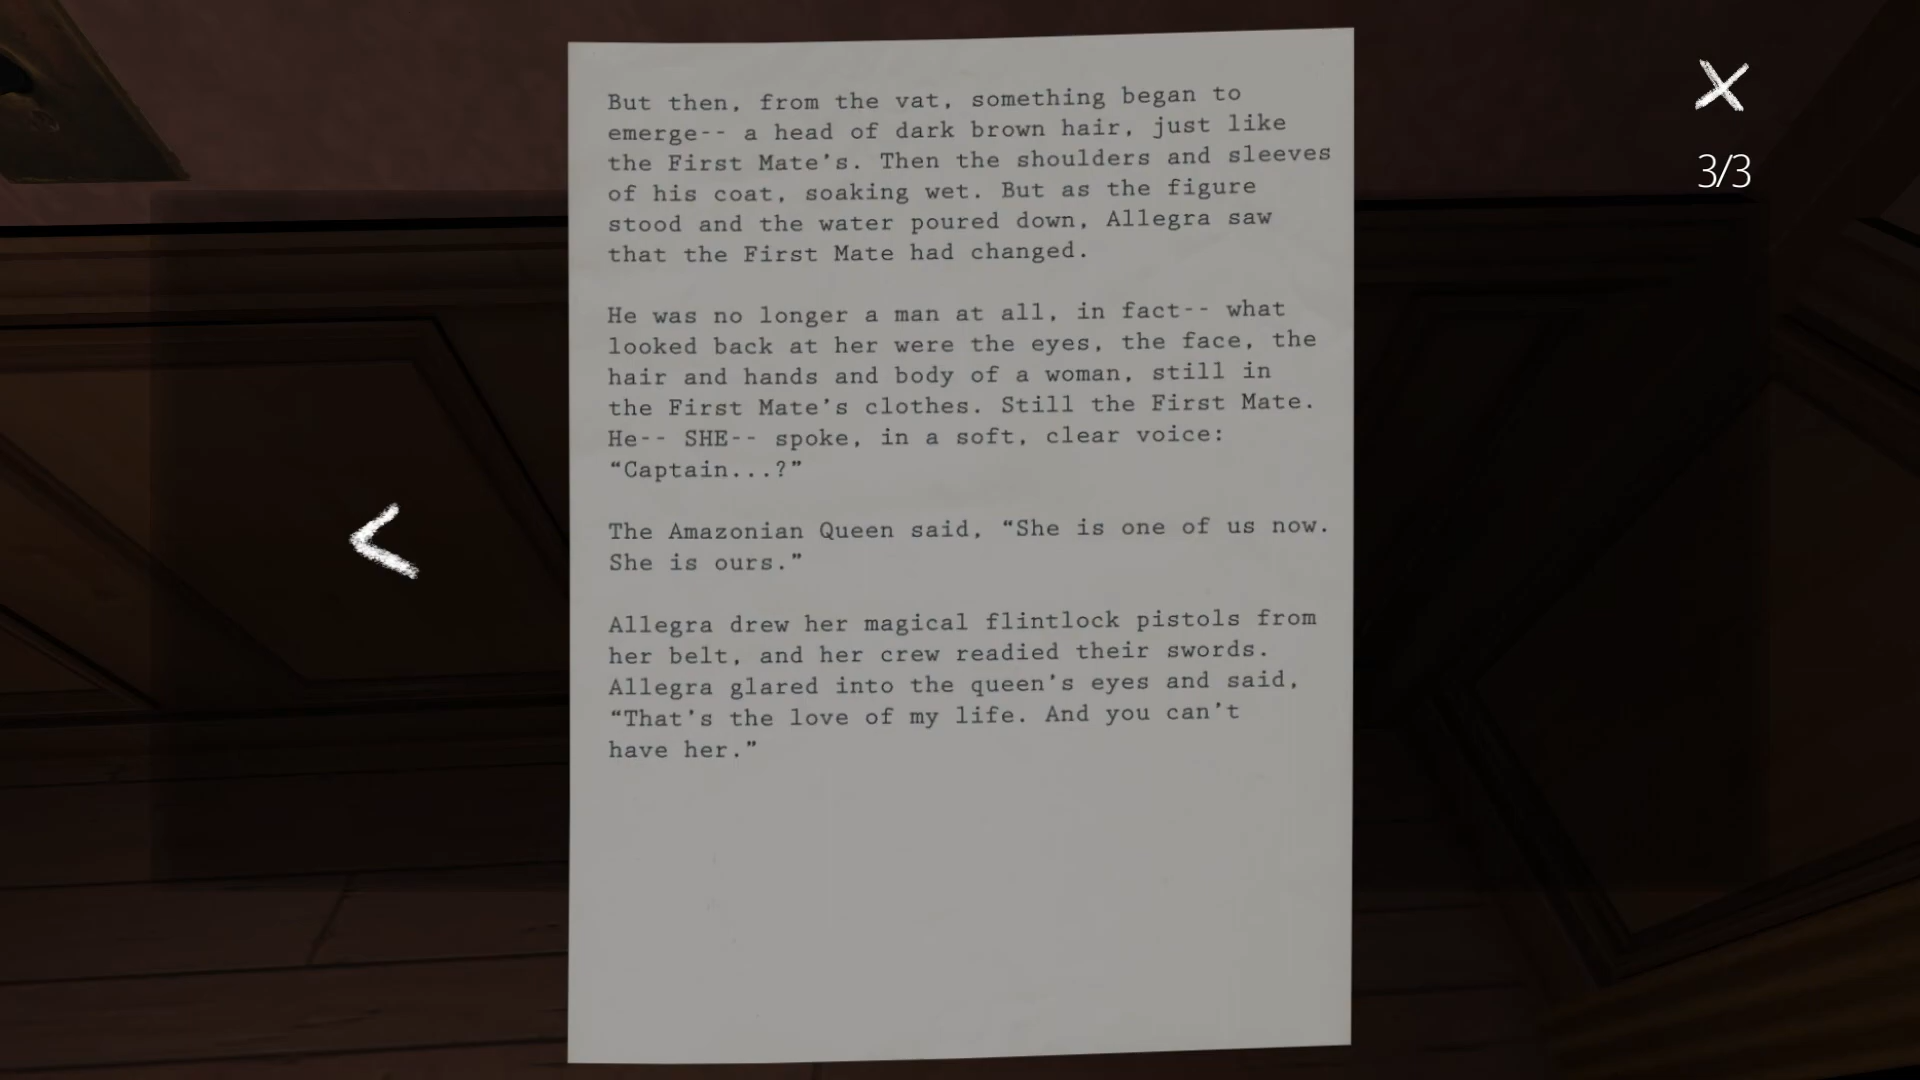 But then, from the vat, something began to
emerge-- a head of dark brown hair, just like
the First Mate's. Then the shoulders and sleeves
of his coat, soaking wet. But as the figure
stood and the water poured down, Allegra saw
that the First Mate had changed.
He was no longer a man at all, in fact-- what
looked back at her were the eyes, the face, the
hair and hands and body of a woman, still in
the First Mate's clothes. Still the First Mate.
He-- SHE-- spoke, in a soft, clear voice:
“Captain...?”
The Amazonian Queen said, “She is one of us now.
She is ours.”
Allegra drew her magical flintlock pistols from
her belt, and her crew readied their swords.
Allegra glared into the queen's eyes and said,
“That's the love of my life. And you can't
have her.”
3/3